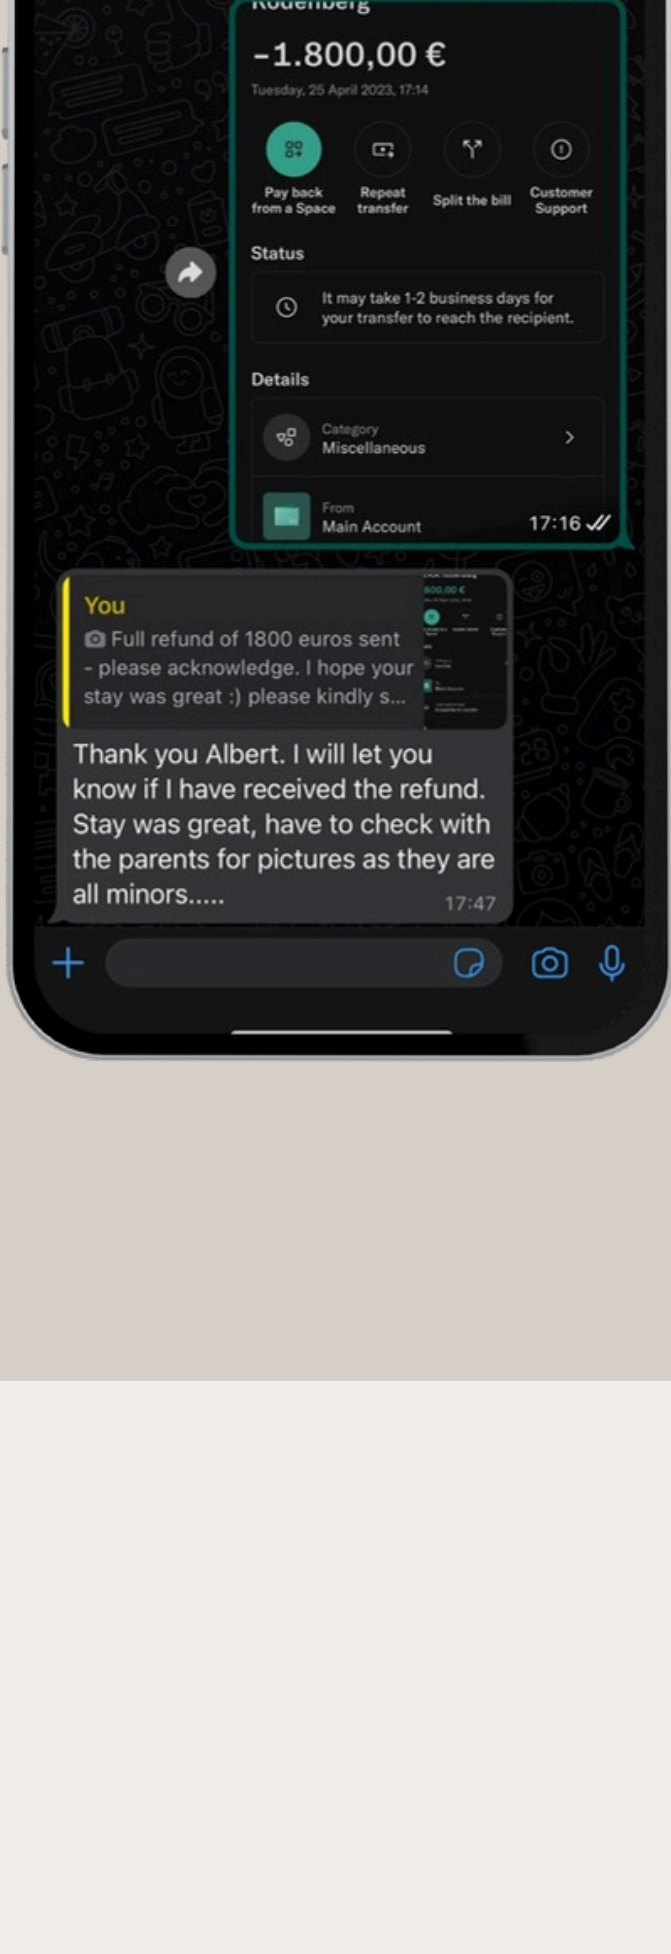 Rodenberg
-1.800,00 €
Tuesday, 25 April 2023, 17:14
Pay back
from a Space
Repeat
transfer
Split the bill
Customer
Support
Status
It may take 1-2 business days for
your transfer to reach the recipient.
Details
Category
Miscellaneous
From
Main Account
17:16
You
Full refund of 1800 euros sent
- please acknowledge. I hope your
stay was great :) please kindly s...
800,00 €
Thank you Albert. I will let you
know if I have received the refund.
Stay was great, have to check with
the parents for pictures as they are
all minors.....
17:47